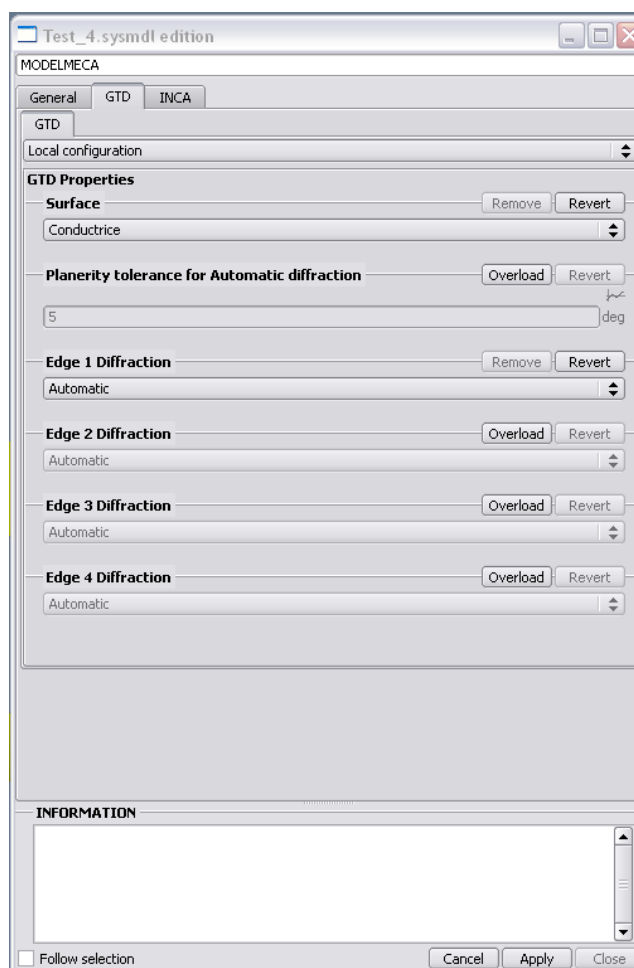 Test_4.sysmdl edition
MODELMECA
General GTD INCA
GTD
Local configuration
GTD Properties
Surface Remove Revert
Conductrice
Planerity tolerance for Automatic diffraction Overload Revert
5 deg
Edge 1 Diffraction Remove Revert
Automatic
Edge 2 Diffraction Overload Revert
Automatic
Edge 3 Diffraction Overload Revert
Automatic
Edge 4 Diffraction Overload Revert
Automatic
INFORMATION
Follow selection Cancel Apply Close